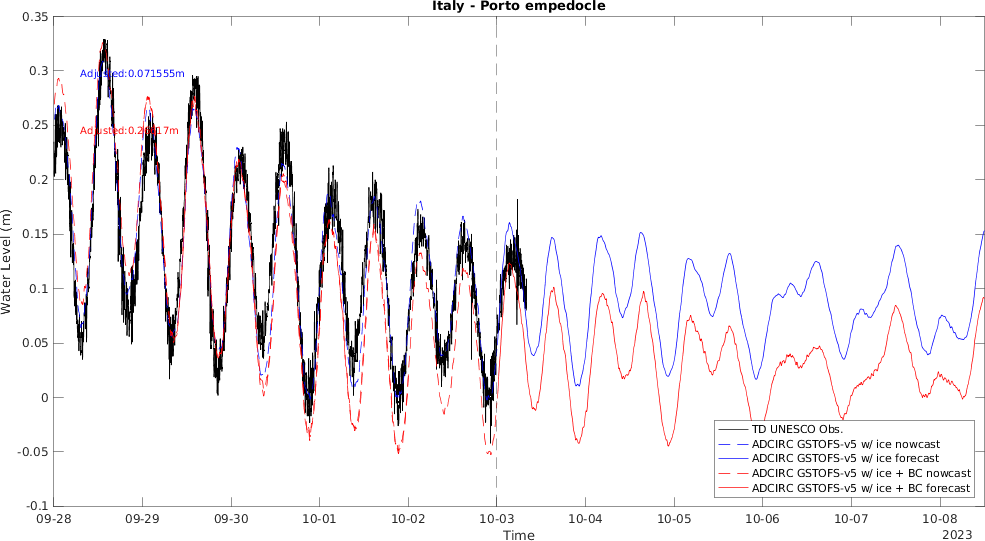 Italy - Porto empedocle
Water Level (m)
0.35
0.3
0.25
0.2
0.15
0.1
0.05
0
-0.05
-0.1
Adjusted:0.071555m
TD UNESCO Obs.
ADCIRC GSTOFS-v5 w/ ice nowcast
ADCIRC GSTOFS-v5 w/ ice forecast
ADCIRC GSTOFS-v5 w/ ice + BC nowcast
ADCIRC GSTOFS-v5 w/ ice + BC forecast
09-28 09-29 09-30 10-01 10-02 10-03 10-04 10-05 10-06 10-07 10-08
Time
2023